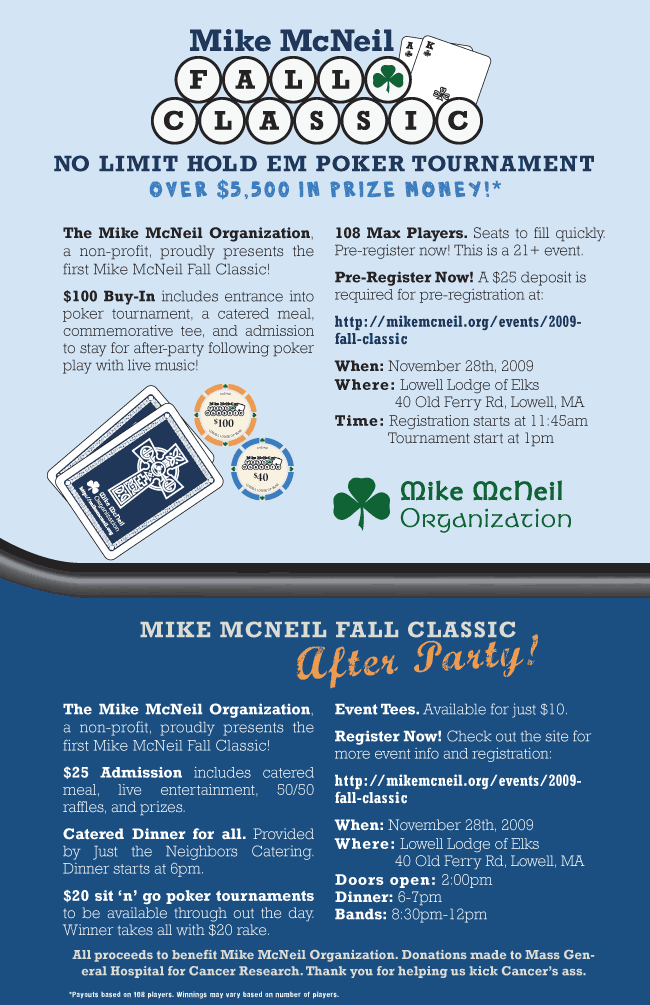 Mike McNeil
A
K
FALL
CLASSIC
NO LIMIT HOLD EM POKER TOURNAMENT
OVER $5,500 IN PRIZE MONEY!*
The Mike McNeil Organization,
a non-profit, proudly presents the
first Mike McNeil Fall Classic!
$100 Buy-In includes entrance into
poker tournament, a catered meal,
commemorative tee, and admission
to stay for after-party following poker
play with live music!
108 Max Players. Seats to fill quickly.
Pre-register now! This is a 21+ event.
Pre-Register Now! A $25 deposit is
required for pre-registration at:
http://mikemcneil.org/events/2009-
fall-classic
When: November 28th, 2009
Where: Lowell Lodge of Elks
40 Old Ferry Rd, Lowell, MA
Time: Registration starts at 11:45am
Tournament start at 1pm
$100
$40
Mike McNeil
Organization
http://mikemcneil.org
Mike McNeil
Organization
MIKE MCNEIL FALL CLASSIC
After Party!
The Mike McNeil Organization,
a non-profit, proudly presents the
first Mike McNeil Fall Classic!
$25 Admission includes catered
meal, live entertainment, 50/50
raffles, and prizes.
Catered Dinner for all. Provided
by Just the Neighbors Catering.
Dinner starts at 6pm.
$20 sit 'n' go poker tournaments
to be available through out the day.
Winner takes all with $20 rake.
Event Tees. Available for just $10.
Register Now! Check out the site for
more event info and registration:
http://mikemcneil.org/events/2009-
fall-classic
When: November 28th, 2009
Where: Lowell Lodge of Elks
40 Old Ferry Rd, Lowell, MA
Doors open: 2:00pm
Dinner: 6-7pm
Bands: 8:30pm-12pm
All proceeds to benefit Mike McNeil Organization. Donations made to Mass Gen-
eral Hospital for Cancer Research. Thank you for helping us kick Cancer's ass.
*Payouts based on 108 players. Winnings may vary based on number of players.